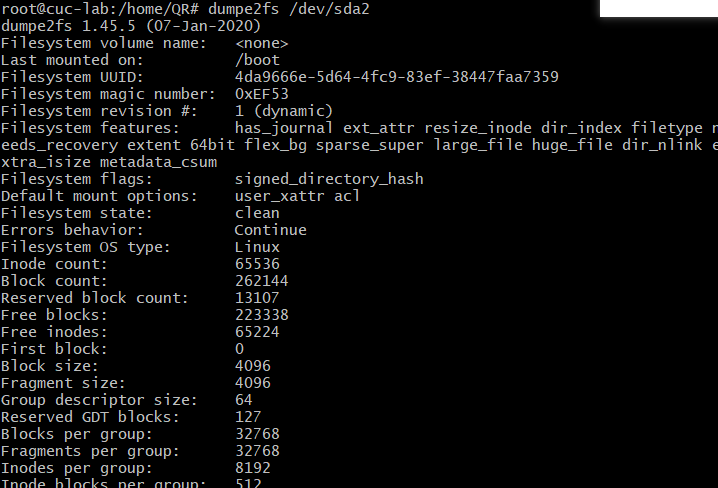 root@cuc-lab:/home/QR# dumpe2fs /dev/sda2
dumpe2fs 1.45.5 (07-Jan-2020)
Filesystem volume name:   <none>
Last mounted on:          /boot
Filesystem UUID:          4da9666e-5d64-4fc9-83ef-38447faa7359
Filesystem magic number:  0xEF53
Filesystem revision #:    1 (dynamic)
Filesystem features:      has_journal ext_attr resize_inode dir_index filetype n
eeds_recovery extent 64bit flex_bg sparse_super large_file huge_file dir_nlink e
xtra_isize metadata_csum
Filesystem flags:         signed_directory_hash
Default mount options:    user_xattr acl
Filesystem state:         clean
Errors behavior:          Continue
Filesystem OS type:       Linux
Inode count:              65536
Block count:              262144
Reserved block count:     13107
Free blocks:              223338
Free inodes:              65224
First block:              0
Block size:               4096
Fragment size:            4096
Group descriptor size:    64
Reserved GDT blocks:      127
Blocks per group:         32768
Fragments per group:      32768
Inodes per group:         8192
Inode blocks per group:   512